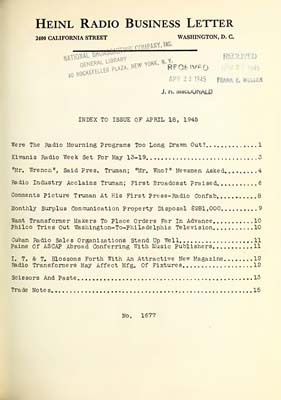 HEINL RADIO BUSINESS LETTER
2400 CALIFORNIA STREET WASHINGTON, D. C.
NATIONAL BROADCASTING COMPANY, INC.
GENERAL LIBRARY
30 ROCKEFELLER PLAZA, NEW YORK, N. Y.
RECEIVED
APR 23 1945
J. H. MacDONALD
RECEIVED
1945
FRANK E. MULLEN
INDEX TO ISSUE OF APRIL 18, 1945
Were The Radio Mourning Programs Too Long Drawn Out?..............1
Kiwanis Radio Week Set For May 13-19..............3
"Mr. Wrenca", Said Pres. Truman; "Mr. Who?" Newsmen Asked..............4
Radio Industry Acclaims Truman; First Broadcast Praised..............6
Comments Picture Truman At His First Press-Radio Confab..............8
Monthly Surplus Communication Property Disposal $281,000..............9
Want Transformer Makers To Place Orders Far In Advance..............10
Philco Tries Out Washington-To-Philadelphia Television..............10
Cuban Radio Sales Organizations Stand Up Well..............11
Paine Of ASCAP Abroad Conferring With Music Publishers..............11
I. T. & T. Blossoms Forth With An Attractive New Magazine..............12
Radio Transformers May Affect Mfg. Of Fixtures..............12
Scissors And Paste..............13
Trade Notes..............15
No. 1677